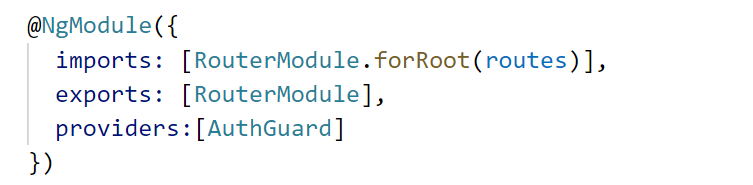 @NgModule({
  imports: [RouterModule.forRoot(routes)],
  exports: [RouterModule],
  providers:[AuthGuard]
})